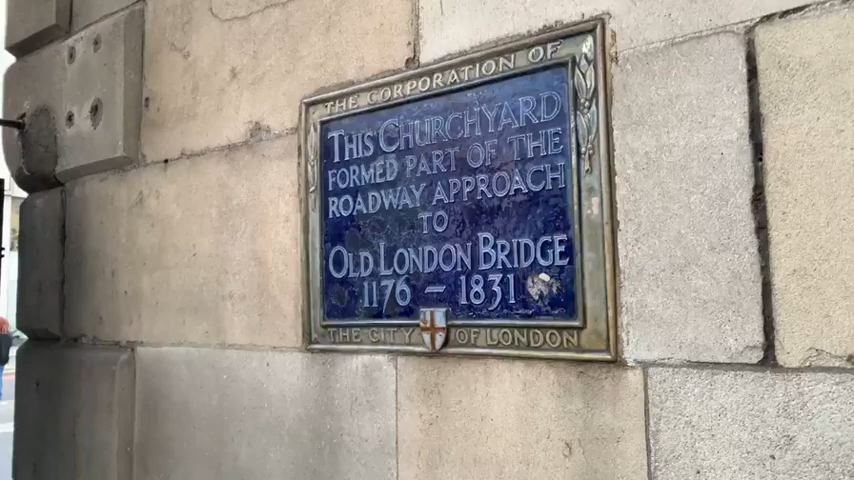 THE CORPORATION OF
THIS CHURCHYARD
FORMED PART OF THE
ROADWAY APPROACH
TO
OLD LONDON BRIDGE
1176 – 1831
THE CITY OF LONDON